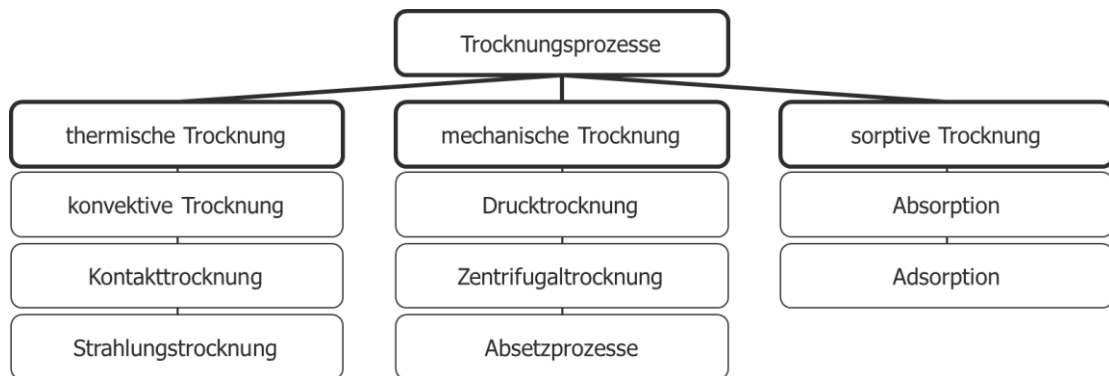 Trocknungsprozesse
thermische Trocknung
mechanische Trocknung
sorptive Trocknung
konvektive Trocknung
Drucktrocknung
Absorption
Kontakttrocknung
Zentrifugaltrocknung
Adsorption
Strahlungstrocknung
Absetzprozesse